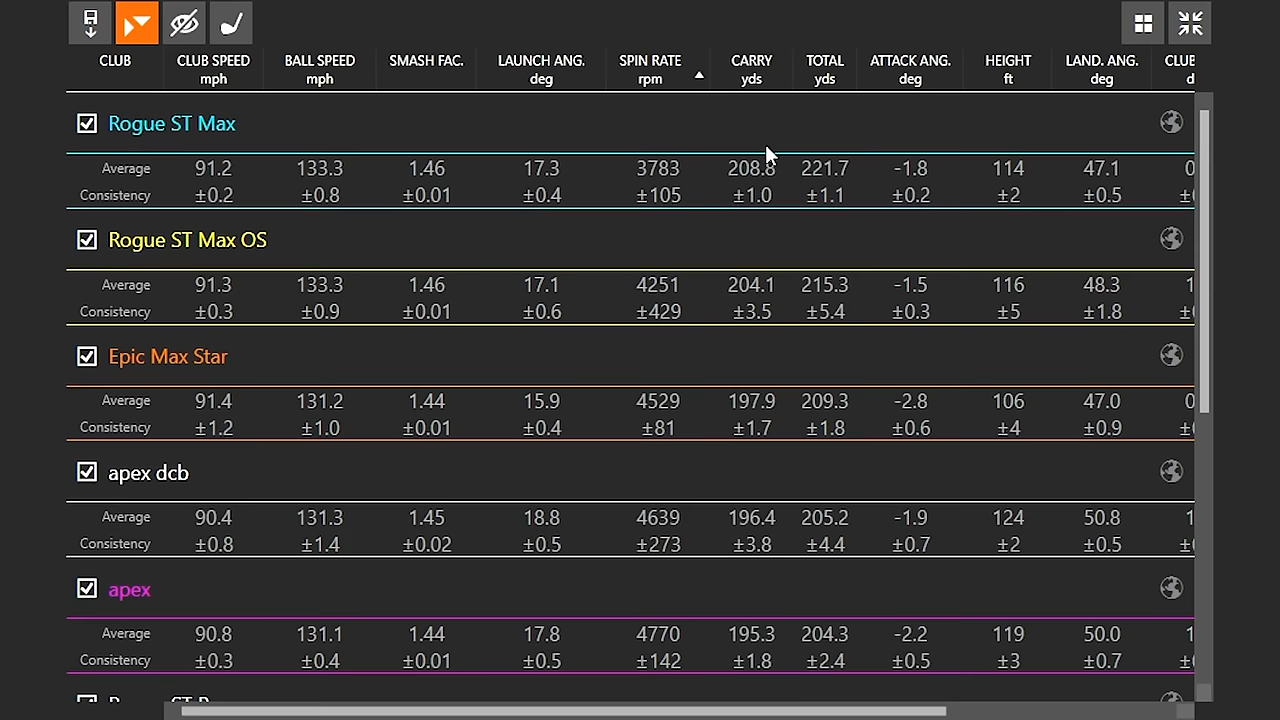 CLUB CLUB SPEED BALL SPEED SMASH FAC. LAUNCH ANG. SPIN RATE CARRY TOTAL ATTACK ANG. HEIGHT LAND. ANG. CLUB
mph mph deg rpm yds yds deg ft deg d
Rogue ST Max
Average 91.2 133.3 1.46 17.3 3783 208.8 221.7 -1.8 114 47.1 0
Consistency ±0.2 ±0.8 ±0.01 ±0.4 ±105 ±1.0 ±1.1 ±0.2 ±2 ±0.5 ±
Rogue ST Max OS
Average 91.3 133.3 1.46 17.1 4251 204.1 215.3 -1.5 116 48.3 1
Consistency ±0.3 ±0.9 ±0.01 ±0.6 ±429 ±3.5 ±5.4 ±0.3 ±5 ±1.8 ±
Epic Max Star
Average 91.4 131.2 1.44 15.9 4529 197.9 209.3 -2.8 106 47.0 0
Consistency ±1.2 ±1.0 ±0.01 ±0.4 ±81 ±1.7 ±1.8 ±0.6 ±4 ±0.9 ±
apex dcb
Average 90.4 131.3 1.45 18.8 4639 196.4 205.2 -1.9 124 50.8 1
Consistency ±0.8 ±1.4 ±0.02 ±0.5 ±273 ±3.8 ±4.4 ±0.7 ±2 ±0.5 ±
apex
Average 90.8 131.1 1.44 17.8 4770 195.3 204.3 -2.2 119 50.0 1
Consistency ±0.3 ±0.4 ±0.01 ±0.5 ±142 ±1.8 ±2.4 ±0.5 ±3 ±0.7 ±